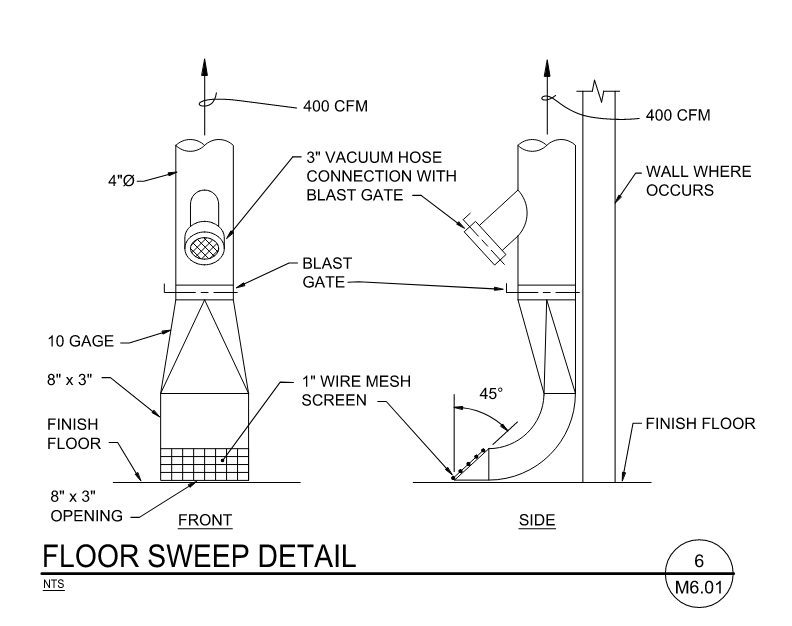 400 CFM
400 CFM
3" VACUUM HOSE
CONNECTION WITH
BLAST GATE
WALL WHERE
OCCURS
4"Ø
BLAST
GATE
10 GAGE
8" x 3"
1" WIRE MESH
SCREEN
45°
FINISH
FLOOR
FINISH FLOOR
8" x 3"
OPENING
FRONT
SIDE
FLOOR SWEEP DETAIL
NTS
6
M6.01